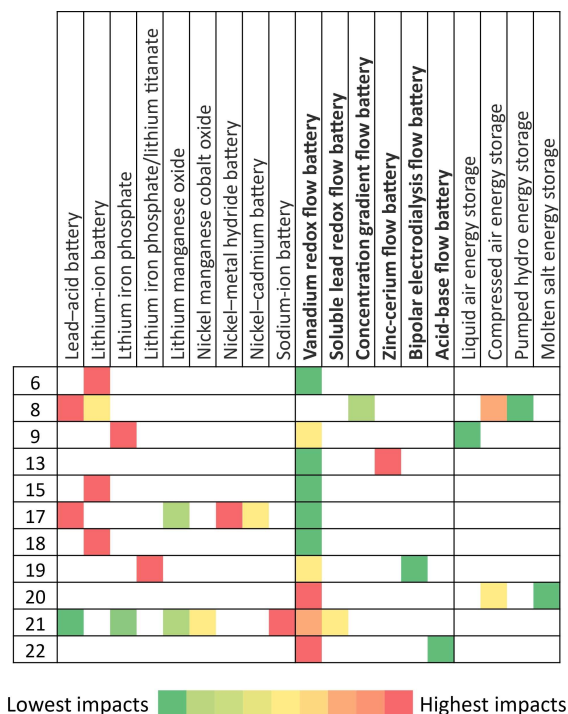 Lead–acid battery
Lithium-ion battery
Lthium iron phosphate
Lithium iron phosphate/lithium titanate
Lithium manganese oxide
Nickel manganese cobalt oxide
Nickel–metal hydride battery
Nickel–cadmium battery
Sodium-ion battery
Vanadium redox flow battery
Soluble lead redox flow battery
Concentration gradient flow battery
Zinc-cerium flow battery
Bipolar electrodialysis flow battery
Acid-base flow battery
Liquid air energy storage
Compressed air energy storage
Pumped hydro energy storage
Molten salt energy storage
6
8
9
13
15
17
18
19
20
21
22
Lowest impacts Highest impacts